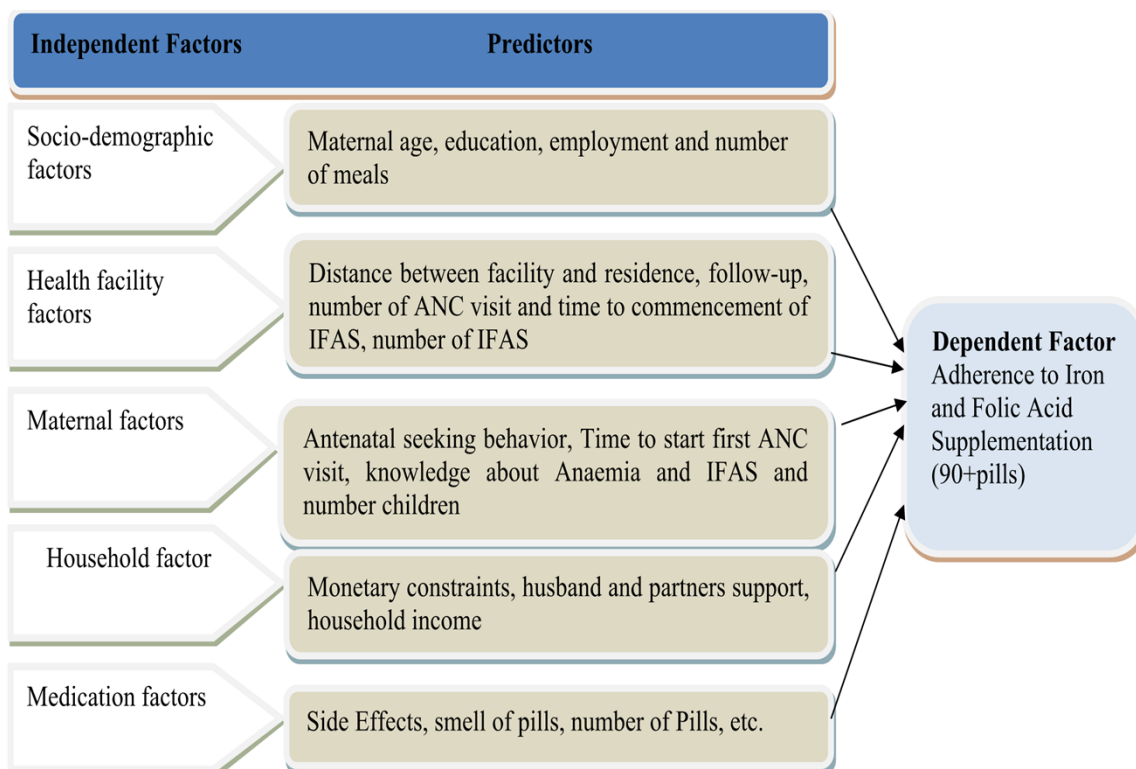 Independent Factors Predictors
Socio-demographic
factors
Maternal age, education, employment and number
of meals
Health facility
factors
Distance between facility and residence, follow-up,
number of ANC visit and time to commencement of
IFAS, number of IFAS
Maternal factors
Antenatal seeking behavior, Time to start first ANC
visit, knowledge about Anaemia and IFAS and
number children
Household factor
Monetary constraints, husband and partners support,
household income
Medication factors
Side Effects, smell of pills, number of Pills, etc.
Dependent Factor
Adherence to Iron
and Folic Acid
Supplementation
(90+pills)